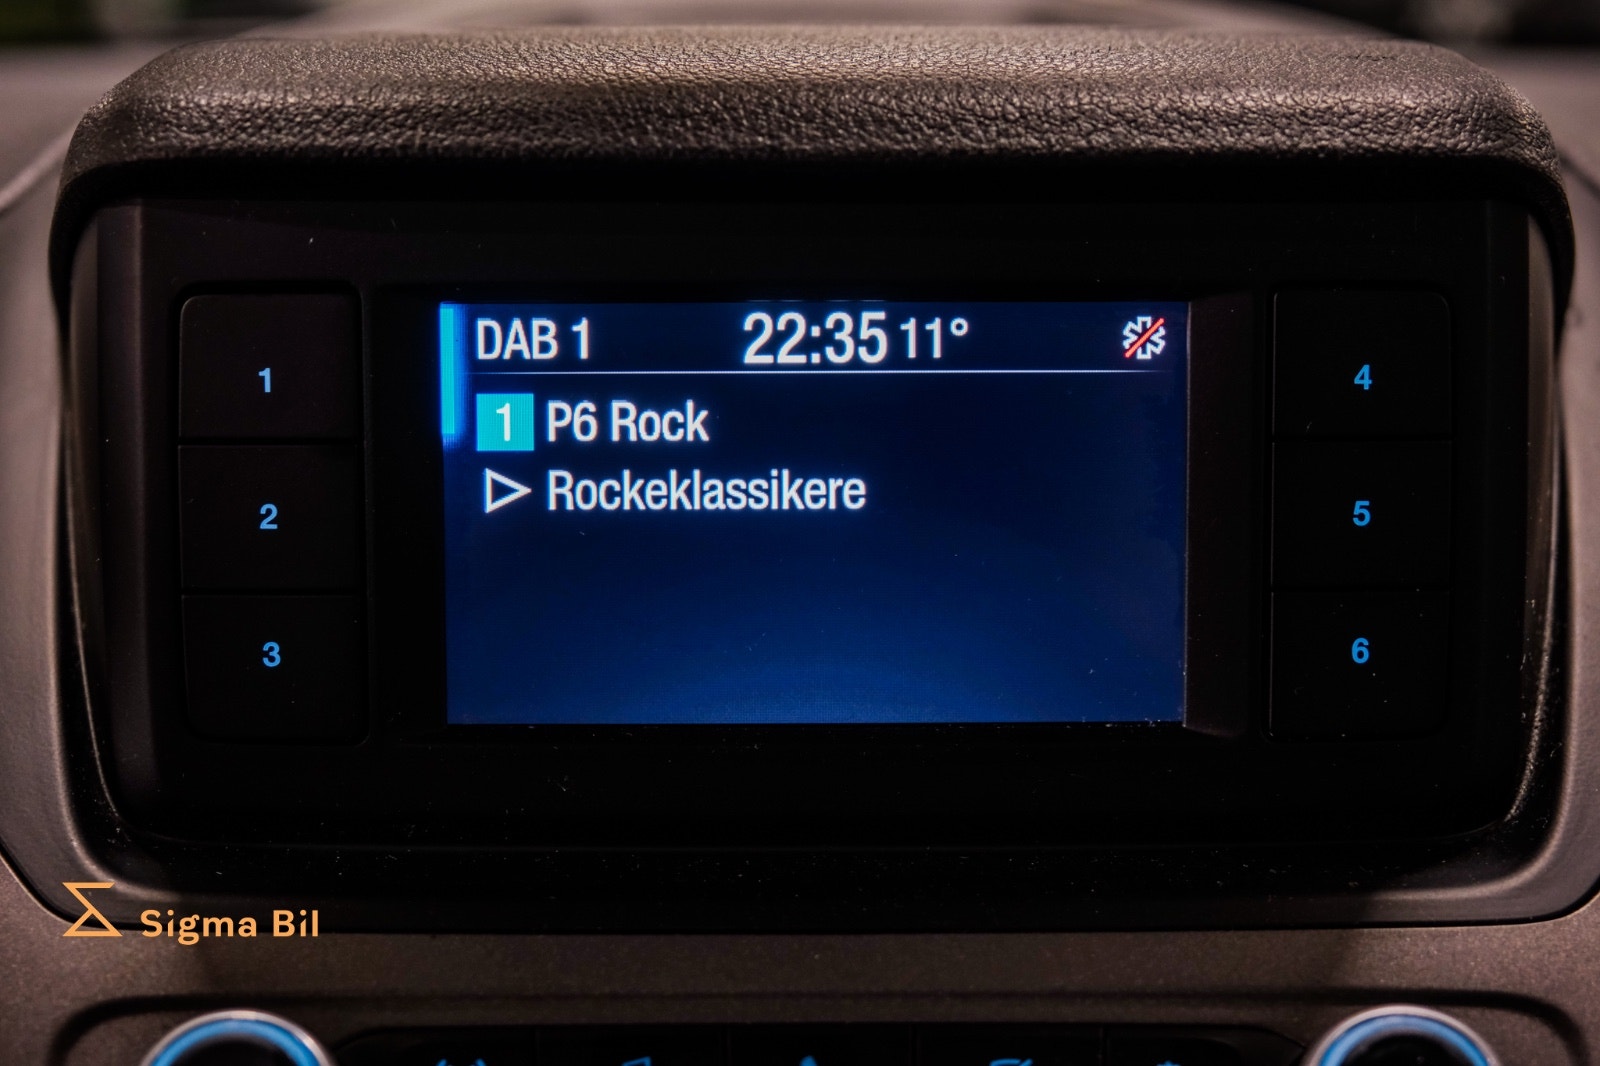 DAB 1 22:35 11°
1 P6 Rock
Rockeklassikere
1
2
3
4
5
6
Sigma Bil